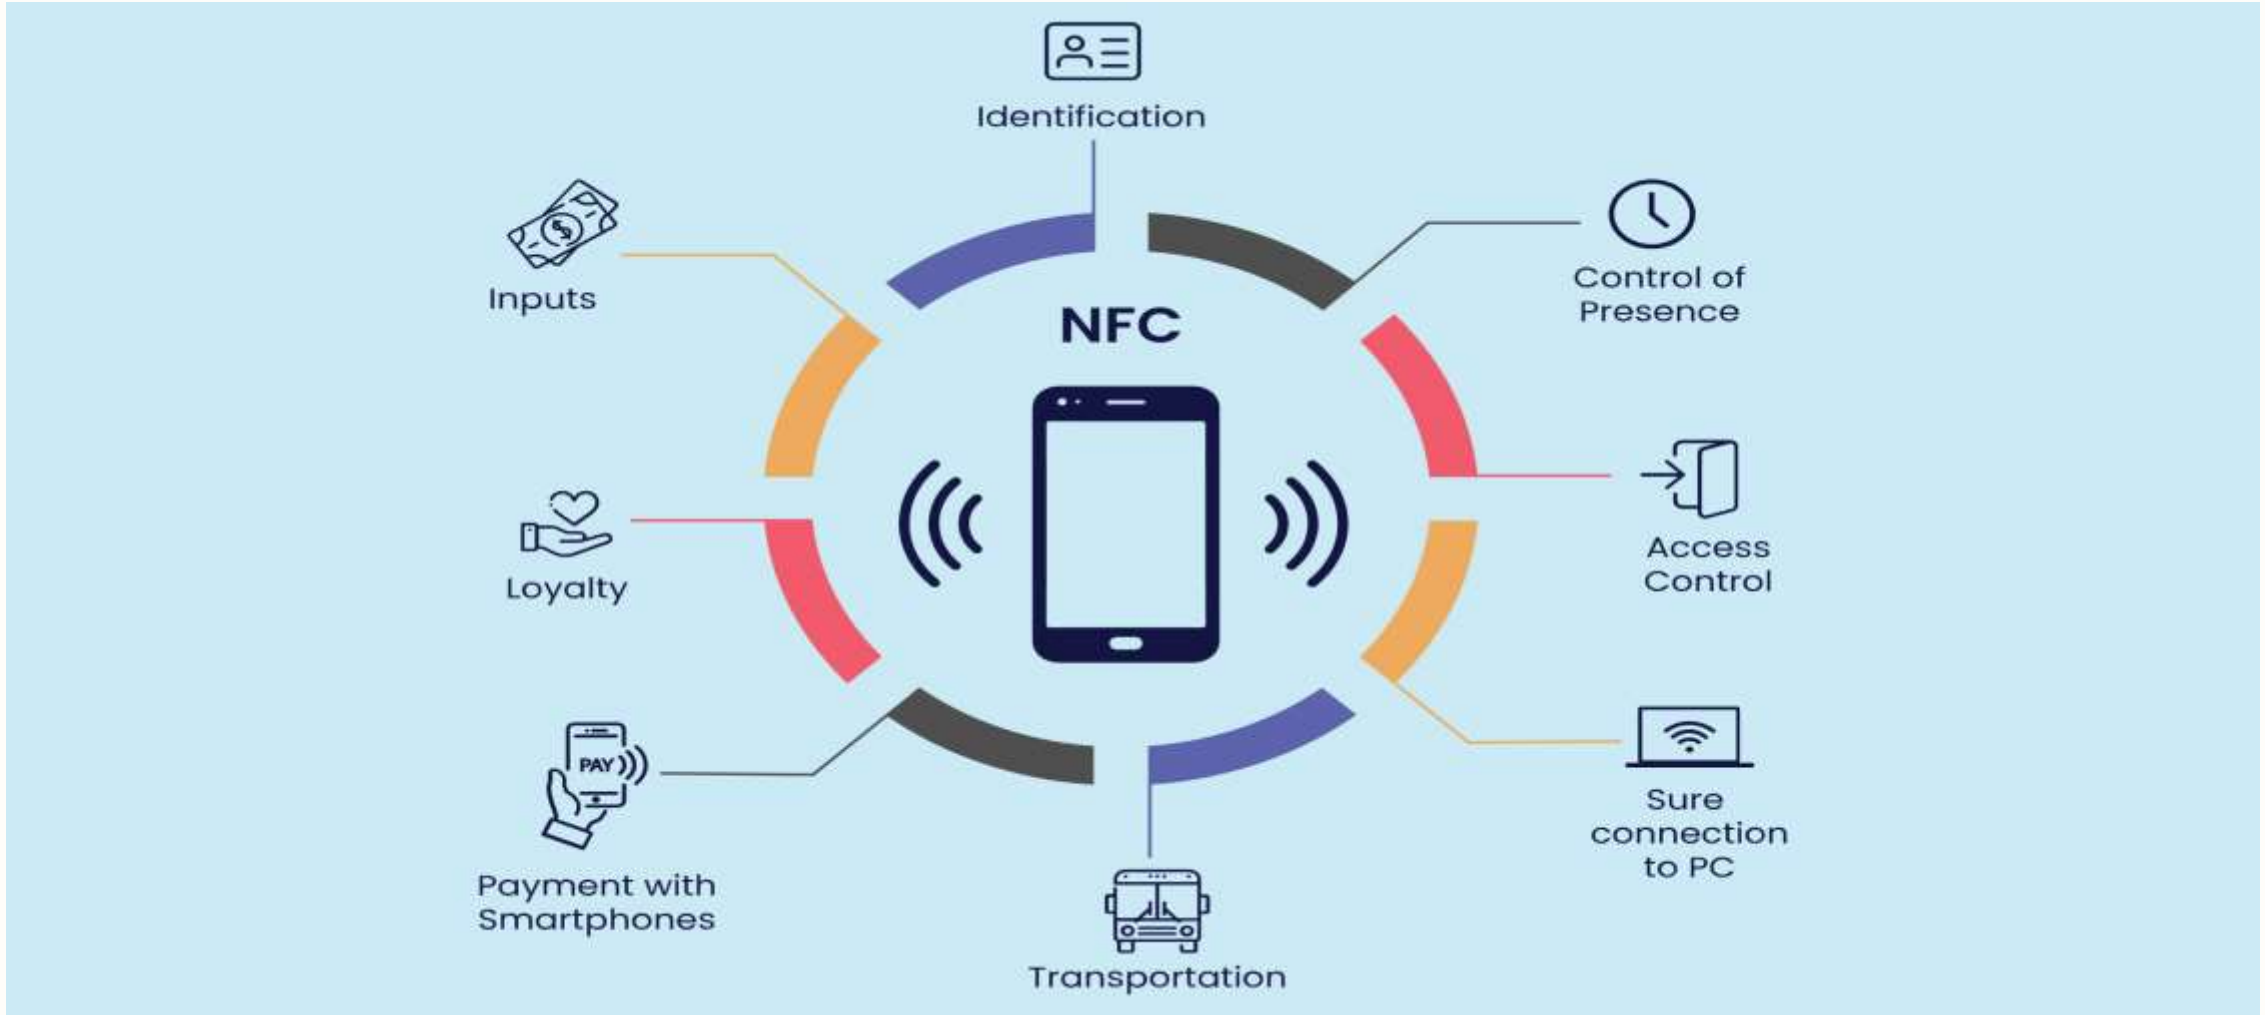 Identification
Inputs
Control of
Presence
NFC
Access
Control
Loyalty
PAY
Sure
connection
to PC
Payment with
Smartphones
Transportation